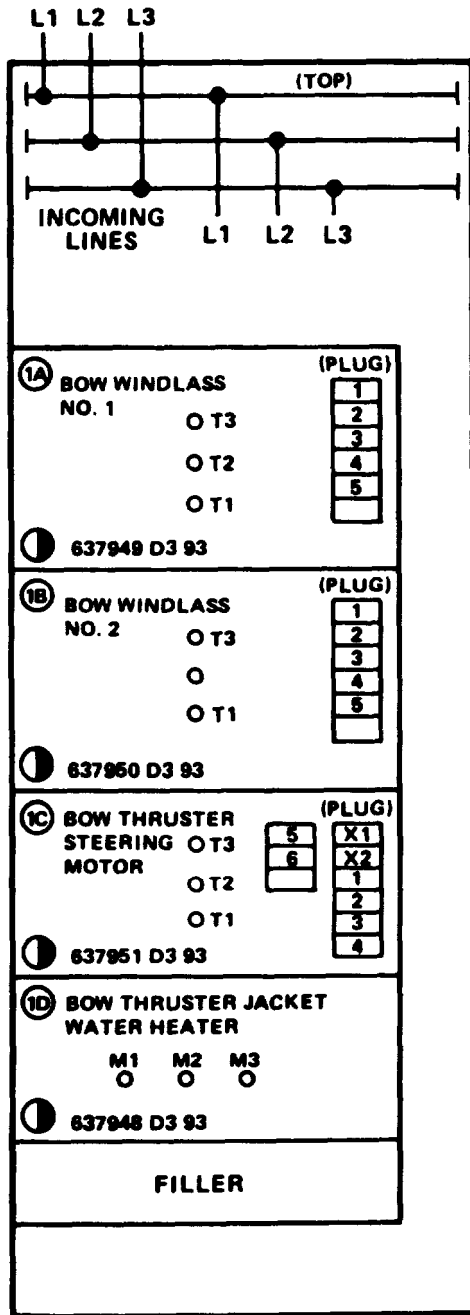 L1 L2 L3
(TOP)
INCOMING
LINES
L1 L2 L3
1A BOW WINDLASS
NO. 1
(PLUG)
T3
T2
T1
1
2
3
4
5
637949 D3 93
1B BOW WINDLASS
NO. 2
(PLUG)
T3
T1
1
2
3
4
5
637950 D3 93
1C BOW THRUSTER
STEERING
MOTOR
T3
T2
T1
5
6
(PLUG)
X1
X2
1
2
3
4
637951 D3 93
1D BOW THRUSTER JACKET
WATER HEATER
M1 M2 M3
637948 D3 93
FILLER